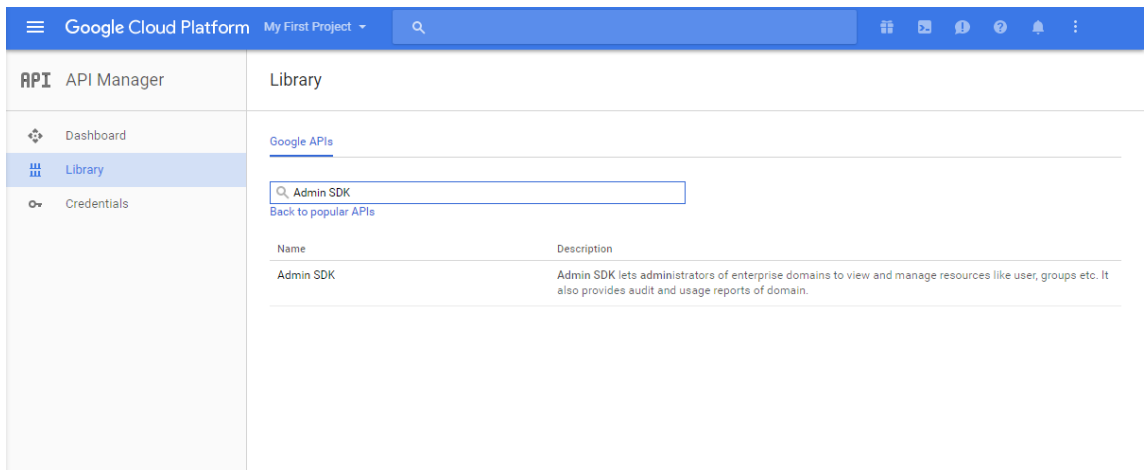 Google Cloud Platform My First Project
API API Manager
Library
Dashboard
Library
Credentials
Google APIs
Admin SDK
Back to popular APIs
Name Description
Admin SDK Admin SDK lets administrators of enterprise domains to view and manage resources like user, groups etc. It
also provides audit and usage reports of domain.